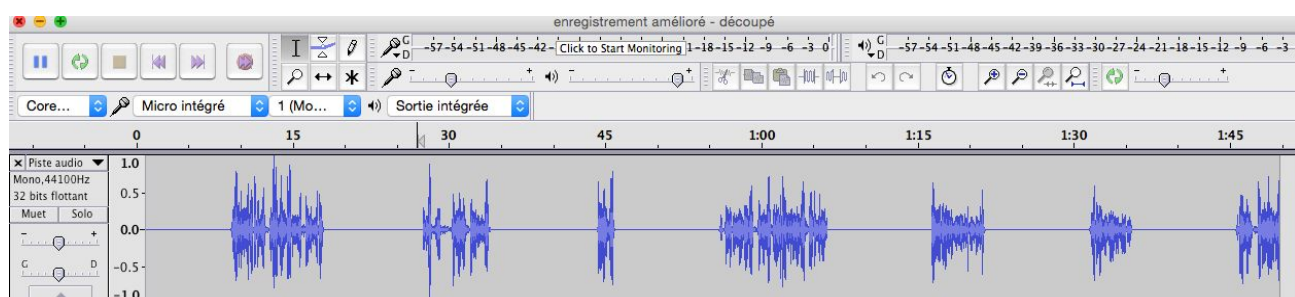 enregistrement amélioré - découpé
G
D
-57-54-51-48-45-42- Click to Start Monitoring 1-18-15-12 -9 -6 -3 0
G
D
-57-54-51-48-45-42-39-36-33-30-27-24-21-18-15-12 -9 -6 -3
- + - + - +
Core... Micro intégré 1 (Mo... Sortie intégrée
0 15 30 45 1:00 1:15 1:30 1:45
x Piste audio 1.0
Mono,44100Hz
32 bits flottant 0.5-
Muet Solo
- + 0.0-
G D -0.5-
-1.0